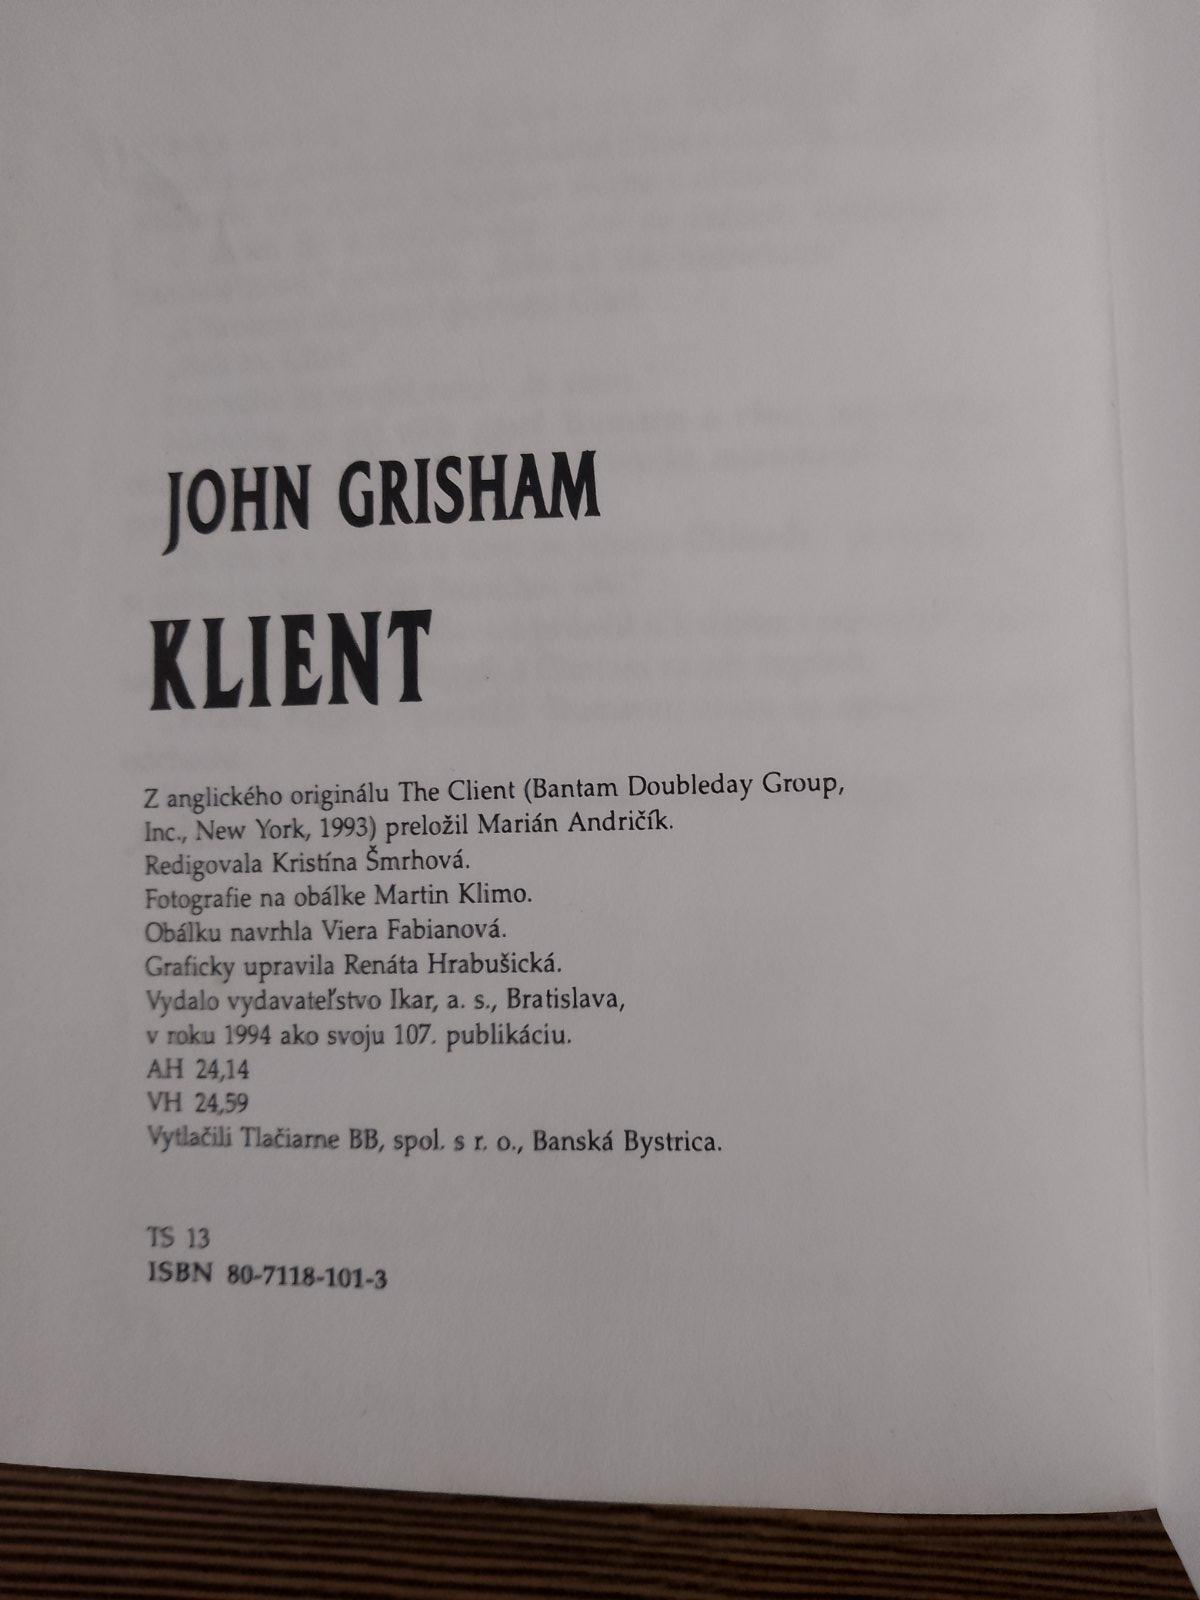 JOHN GRISHAM
KLIENT
Z anglického originálu The Client (Bantam Doubleday Group,
Inc., New York, 1993) preložil Marián Andričík.
Redigovala Kristína Šmrhová.
Fotografie na obálke Martin Klimo.
Obálku navrhla Viera Fabianová.
Graficky upravila Renáta Hrabušická.
Vydalo vydavateľstvo Ikar, a. s., Bratislava,
v roku 1994 ako svoju 107. publikáciu.
AH 24,14
VH 24,59
Vytlačili Tlačiarne BB, spol. s r. o., Banská Bystrica.
TS 13
ISBN 80-7118-101-3